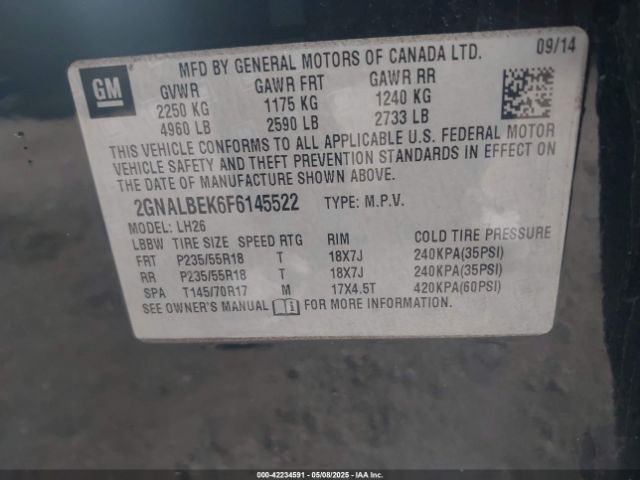 MFD BY GENERAL MOTORS OF CANADA LTD. 09/14
GM
GVWR GAWR FRT GAWR RR
2250 KG 1175 KG 1240 KG
4960 LB 2590 LB 2733 LB
THIS VEHICLE CONFORMS TO ALL APPLICABLE U.S. FEDERAL MOTOR
VEHICLE SAFETY AND THEFT PREVENTION STANDARDS IN EFFECT ON
THE DATE OF MANUFACTURE SHOWN ABOVE.
2GNALBEK6F6145522 TYPE: M.P.V.
MODEL: LH26
LBBW TIRE SIZE SPEED RTG RIM COLD TIRE PRESSURE
FRT P235/55R18 T 18X7J 240KPA(35PSI)
RR P235/55R18 T 18X7J 240KPA(35PSI)
SPA T145/70R17 M 17X4.5T 420KPA(60PSI)
SEE OWNER'S MANUAL FOR MORE INFORMATION.
000-42234591 - 05/08/2025 - IAAI.COM